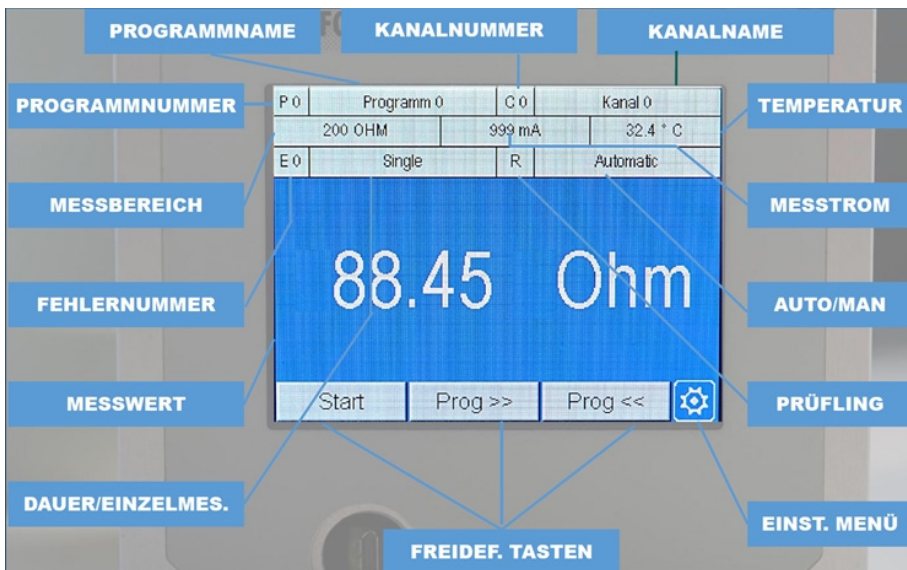 PROGRAMMNAME
KANALNUMMER
KANALNAME
PROGRAMMNUMMER
P 0
Programm 0
C 0
Kanal 0
TEMPERATUR
200 OHM
999 mA
32.4 ° C
E 0
Single
R
Automatic
MESSBEREICH
MESSTROM
88.45 Ohm
FEHLERNUMMER
AUTO/MAN
MESSWERT
Start
Prog >>
Prog <<
PRÜFLING
DAUER/EINZELMES.
EINST. MENÜ
FREIDEF. TASTEN